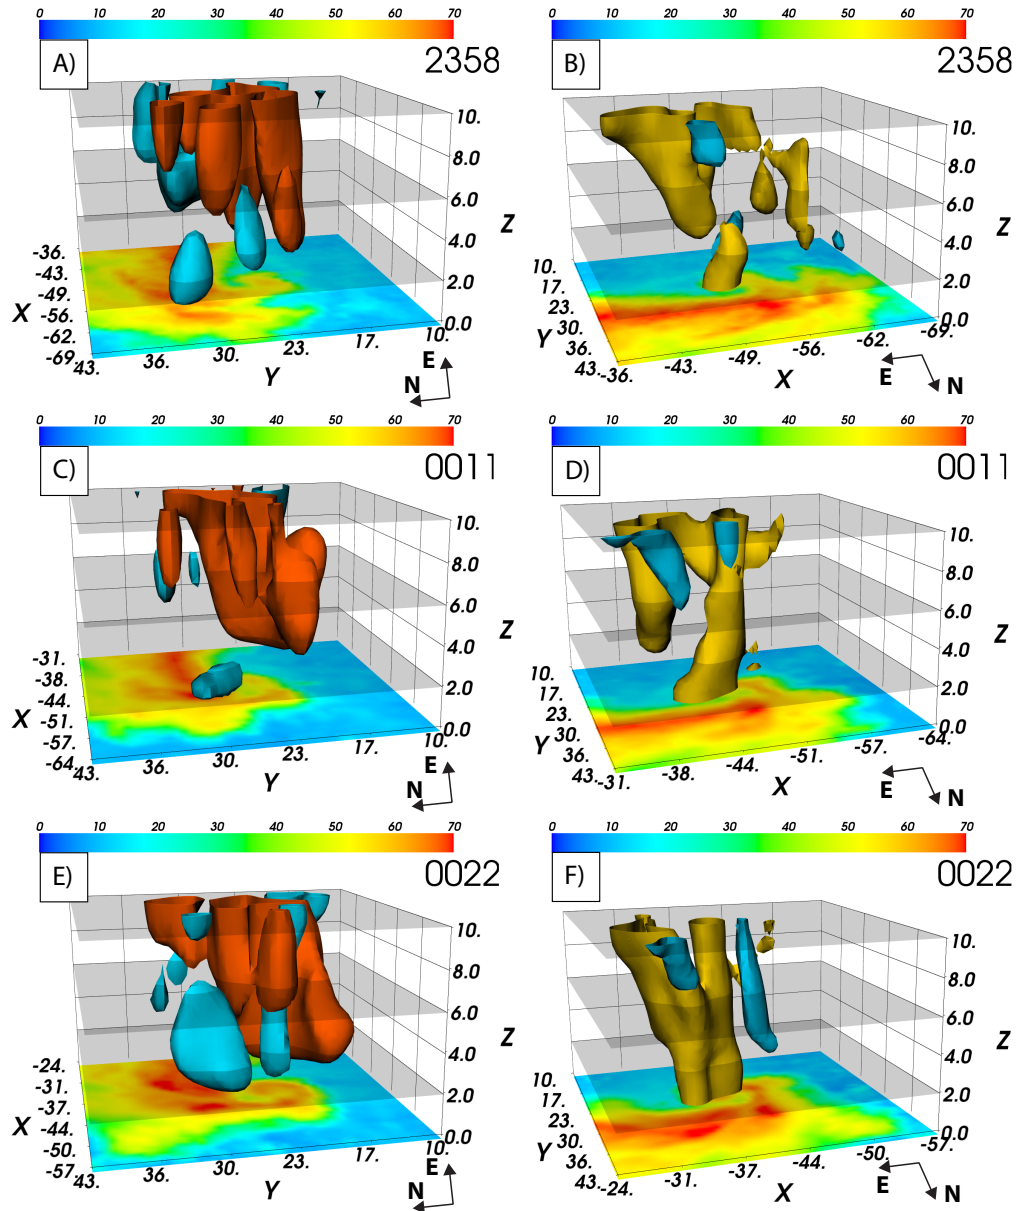 0 10 20 30 40 50 60 70
A)
2358
10.
8.0
6.0
4.0
2.0
0.0
Z
-36.
-43.
-49.
-56.
-62.
-69.
X
43.
36.
30.
23.
17.
10.
Y
E
N
0 10 20 30 40 50 60 70
B)
2358
10.
8.0
6.0
4.0
2.0
0.0
Z
10.
17.
23.
30.
36.
43.
Y
-36.
-43.
-49.
-56.
-62.
-69.
X
E
N
0 10 20 30 40 50 60 70
C)
0011
10.
8.0
6.0
4.0
2.0
0.0
Z
-31.
-38.
-44.
-51.
-57.
-64.
X
43.
36.
30.
23.
17.
10.
Y
E
N
0 10 20 30 40 50 60 70
D)
0011
10.
8.0
6.0
4.0
2.0
0.0
Z
10.
17.
23.
30.
36.
43.
Y
-31.
-38.
-44.
-51.
-57.
-64.
X
E
N
0 10 20 30 40 50 60 70
E)
0022
10.
8.0
6.0
4.0
2.0
0.0
Z
-24.
-31.
-37.
-44.
-50.
-57.
X
43.
36.
30.
23.
17.
10.
Y
E
N
0 10 20 30 40 50 60 70
F)
0022
10.
8.0
6.0
4.0
2.0
0.0
Z
10.
17.
23.
30.
36.
43.
Y
-24.
-31.
-37.
-44.
-50.
-57.
X
E
N